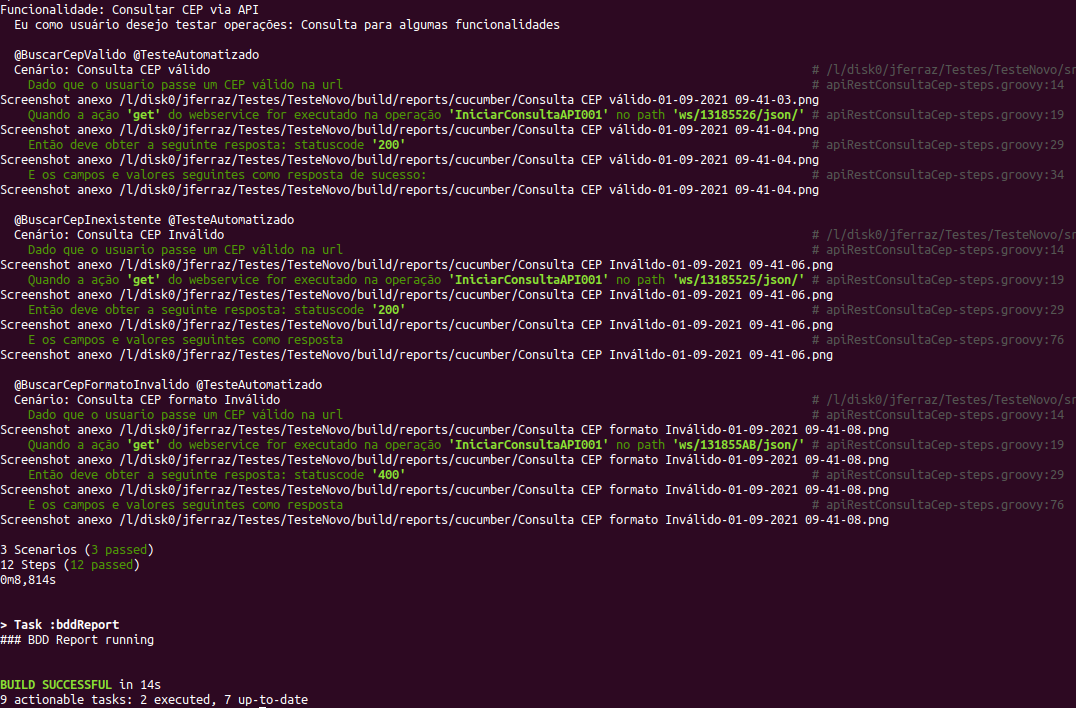 Funcionalidade: Consultar CEP via API
Eu como usuário desejo testar operações: Consulta para algumas funcionalidades
@BuscarCepValido @TesteAutomatizado
Cenário: Consulta CEP válido # /l/disk0/jferraz/Testes/TesteNovo/sr
Dado que o usuario passe um CEP válido na url # apiRestConsultaCep-steps.groovy:14
Screenshot anexo /l/disk0/jferraz/Testes/TesteNovo/build/reports/cucumber/Consulta CEP válido-01-09-2021 09-41-03.png
Quando a ação 'get' do webservice for executado na operação 'IniciarConsultaAPI001' no path 'ws/13185526/json/' # apiRestConsultaCep-steps.groovy:19
Screenshot anexo /l/disk0/jferraz/Testes/TesteNovo/build/reports/cucumber/Consulta CEP válido-01-09-2021 09-41-04.png
Então deve obter a seguinte resposta: statuscode '200' # apiRestConsultaCep-steps.groovy:29
Screenshot anexo /l/disk0/jferraz/Testes/TesteNovo/build/reports/cucumber/Consulta CEP válido-01-09-2021 09-41-04.png
E os campos e valores seguintes como resposta de sucesso: # apiRestConsultaCep-steps.groovy:34
Screenshot anexo /l/disk0/jferraz/Testes/TesteNovo/build/reports/cucumber/Consulta CEP válido-01-09-2021 09-41-04.png
@BuscarCepInexistente @TesteAutomatizado
Cenário: Consulta CEP Inválido # /l/disk0/jferraz/Testes/TesteNovo/sr
Dado que o usuario passe um CEP válido na url # apiRestConsultaCep-steps.groovy:14
Screenshot anexo /l/disk0/jferraz/Testes/TesteNovo/build/reports/cucumber/Consulta CEP Inválido-01-09-2021 09-41-06.png
Quando a ação 'get' do webservice for executado na operação 'IniciarConsultaAPI001' no path 'ws/13185525/json/' # apiRestConsultaCep-steps.groovy:19
Screenshot anexo /l/disk0/jferraz/Testes/TesteNovo/build/reports/cucumber/Consulta CEP Inválido-01-09-2021 09-41-06.png
Então deve obter a seguinte resposta: statuscode '200' # apiRestConsultaCep-steps.groovy:29
Screenshot anexo /l/disk0/jferraz/Testes/TesteNovo/build/reports/cucumber/Consulta CEP Inválido-01-09-2021 09-41-06.png
E os campos e valores seguintes como resposta # apiRestConsultaCep-steps.groovy:76
Screenshot anexo /l/disk0/jferraz/Testes/TesteNovo/build/reports/cucumber/Consulta CEP Inválido-01-09-2021 09-41-06.png
@BuscarCepFormatoInvalido @TesteAutomatizado
Cenário: Consulta CEP formato Inválido # /l/disk0/jferraz/Testes/TesteNovo/sr
Dado que o usuario passe um CEP válido na url # apiRestConsultaCep-steps.groovy:14
Screenshot anexo /l/disk0/jferraz/Testes/TesteNovo/build/reports/cucumber/Consulta CEP formato Inválido-01-09-2021 09-41-08.png
Quando a ação 'get' do webservice for executado na operação 'IniciarConsultaAPI001' no path 'ws/131855AB/json/' # apiRestConsultaCep-steps.groovy:19
Screenshot anexo /l/disk0/jferraz/Testes/TesteNovo/build/reports/cucumber/Consulta CEP formato Inválido-01-09-2021 09-41-08.png
Então deve obter a seguinte resposta: statuscode '400' # apiRestConsultaCep-steps.groovy:29
Screenshot anexo /l/disk0/jferraz/Testes/TesteNovo/build/reports/cucumber/Consulta CEP formato Inválido-01-09-2021 09-41-08.png
E os campos e valores seguintes como resposta # apiRestConsultaCep-steps.groovy:76
Screenshot anexo /l/disk0/jferraz/Testes/TesteNovo/build/reports/cucumber/Consulta CEP formato Inválido-01-09-2021 09-41-08.png
3 Scenarios (3 passed)
12 Steps (12 passed)
0m8,814s
> Task :bddReport
### BDD Report running
BUILD SUCCESSFUL in 14s
9 actionable tasks: 2 executed, 7 up-to-date